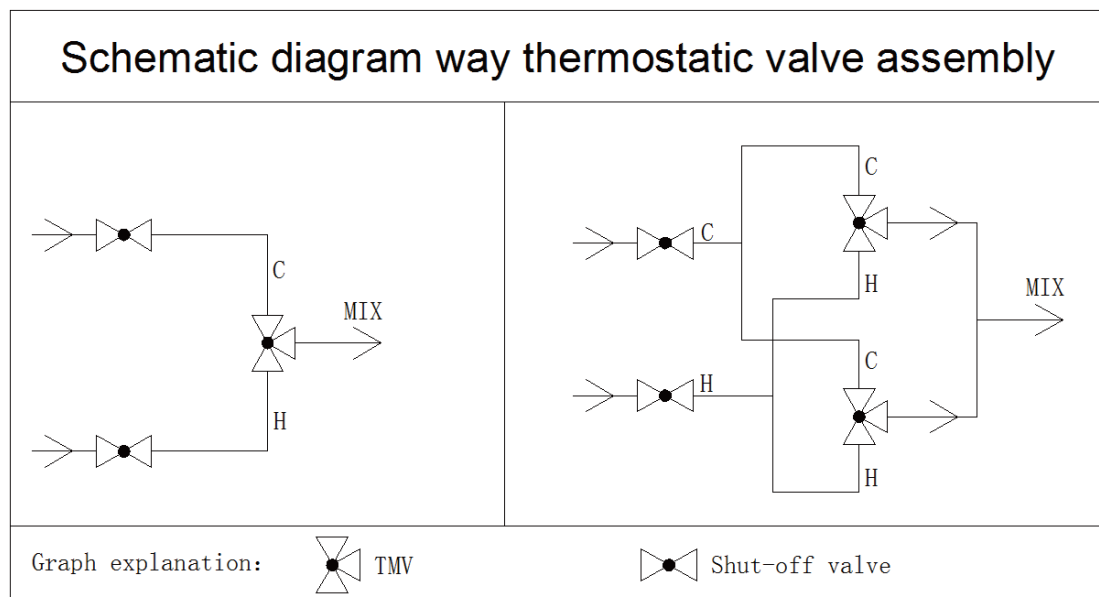 Schematic diagram way thermostatic valve assembly
C
MIX
H
C
C
H
MIX
H
C
H
Graph explanation:
TMV
Shut-off valve